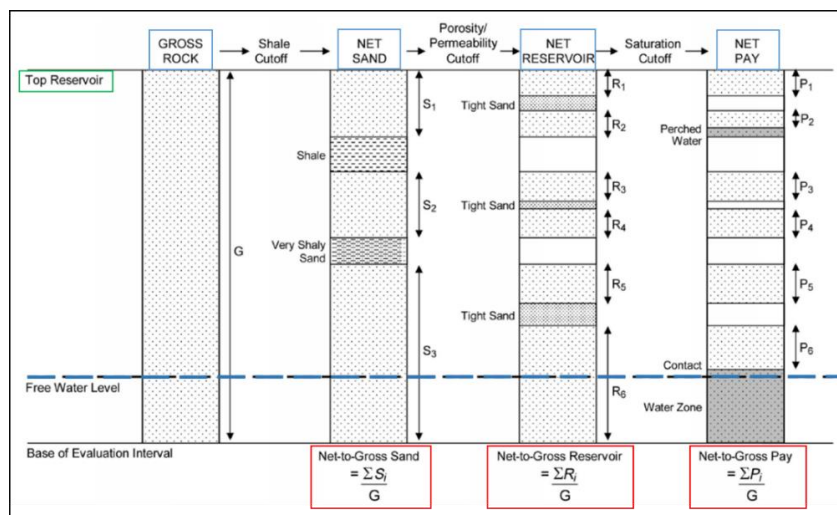 GROSS
ROCK
Shale
Cutoff
NET
SAND
Porosity/
Permeability
Cutoff
NET
RESERVOIR
Saturation
Cutoff
NET
PAY
Top Reservoir
G
S1
Shale
S2
Very Shaly
Sand
S3
Tight Sand
R1
R2
Tight Sand
R3
R4
Tight Sand
R5
R6
P1
P2
Perched
Water
P3
P4
P5
P6
Contact
Water Zone
Free Water Level
Base of Evaluation Interval
Net-to-Gross Sand
= ΣSi
G
Net-to-Gross Reservoir
= ΣRi
G
Net-to-Gross Pay
= ΣPi
G